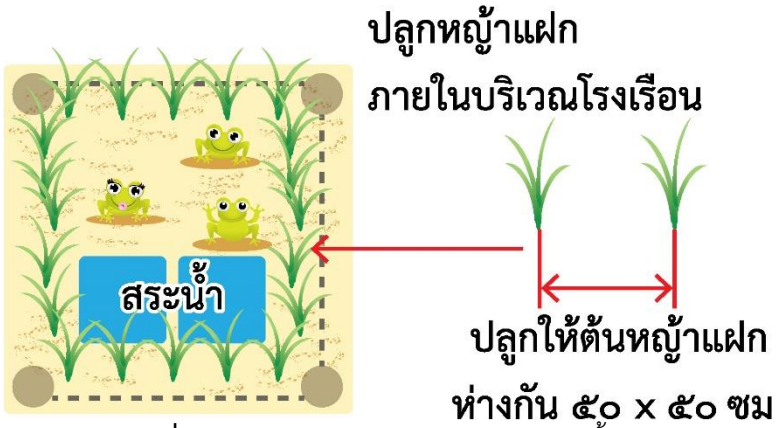 ปลูกหญ้าแฝก
ภายในบริเวณโรงเรือน
สระน้ำ
ปลูกให้ต้นหญ้าแฝก
ห่างกัน ๕๐ x ๕๐ ซม